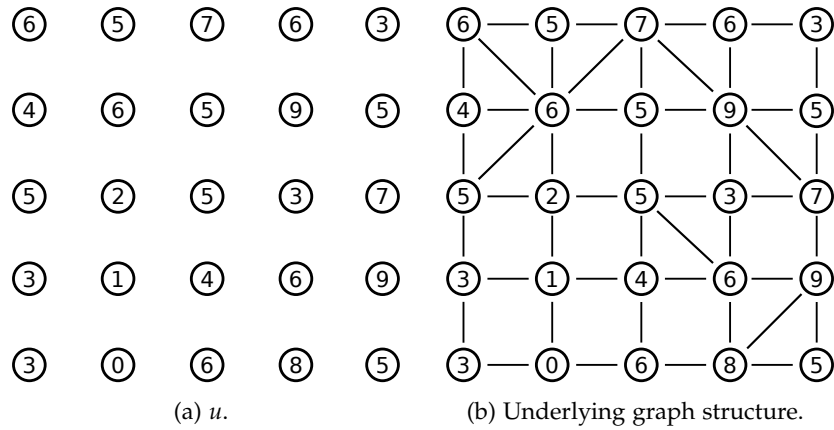 6 5 7 6 3 6 5 7 6 3
4 6 5 9 5 4 6 5 9 5
5 2 5 3 7 5 2 5 3 7
3 1 4 6 9 3 1 4 6 9
3 0 6 8 5 3 0 6 8 5
(a) u. (b) Underlying graph structure.